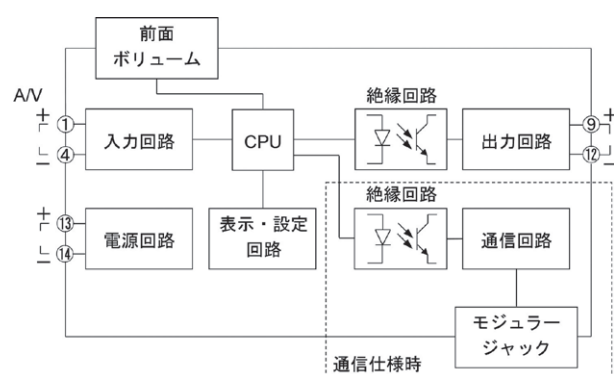 前面
ボリューム
A/V
絶縁回路
+
①
④
−
入力回路
CPU
出力回路
⑨
⑫
+
−
絶縁回路
+
⑬
⑭
−
電源回路
表示・設定
回路
通信回路
モジュラー
ジャック
通信仕様時